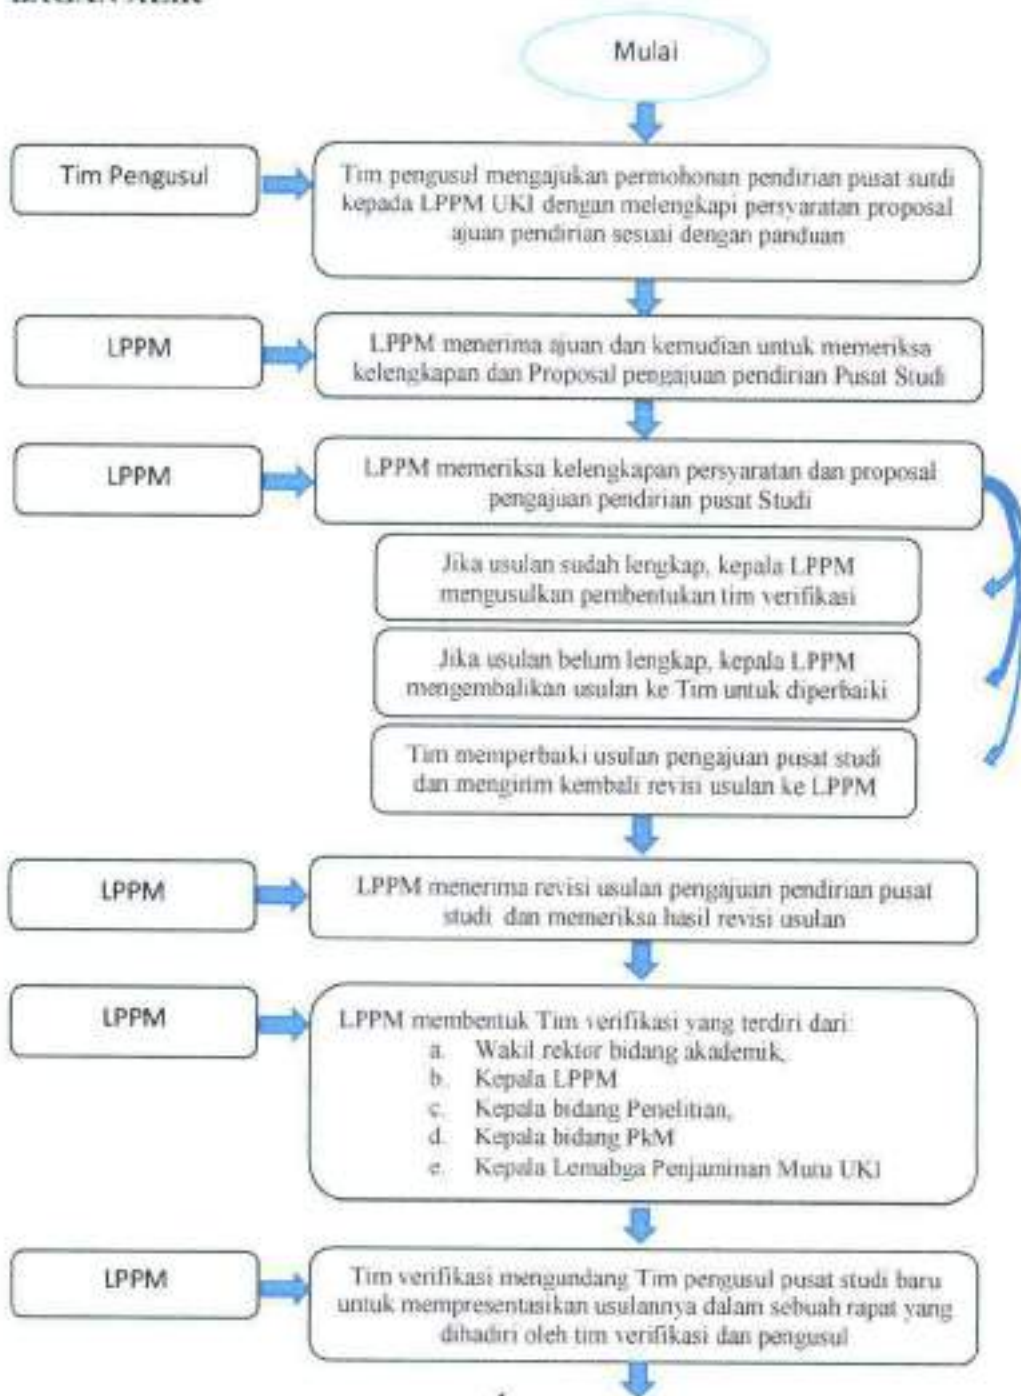 BAGAN ALIR
Mulai
Tim Pengusul
Tim pengusul mengajukan permohonan pendirian pusat sutdi
kepada LPPM UKI dengan melengkapi persyaratan proposal
ajuan pendirian sesuai dengan panduan
LPPM
LPPM menerima ajuan dan kemudian untuk memeriksa
kelengkapan dan Proposal pengajuan pendirian Pusat Studi
LPPM
LPPM memeriksa kelengkapan persyaratan dan proposal
pengajuan pendirian pusat Studi
Jika usulan sudah lengkap, kepala LPPM
mengusulkan pembentukan tim verifikasi
Jika usulan belum lengkap, kepala LPPM
mengembalikan usulan ke Tim untuk diperbaiki
Tim memperbaiki usulan pengajuan pusat studi
dan mengirim kembali revisi usulan ke LPPM
LPPM
LPPM menerima revisi usulan pengajuan pendirian pusat
studi dan memeriksa hasil revisi usulan
LPPM
LPPM membentuk Tim verifikasi yang terdiri dari:
a. Wakil rektor bidang akademik,
b. Kepala LPPM
c. Kepala bidang Penelitian,
d. Kepala bidang PkM
e. Kepala Lemabga Penjaminan Mutu UKI
LPPM
Tim verifikasi mengundang Tim pengusul pusat studi baru
untuk mempresentasikan usulannya dalam sebuah rapat yang
dihadiri oleh tim verifikasi dan pengusul